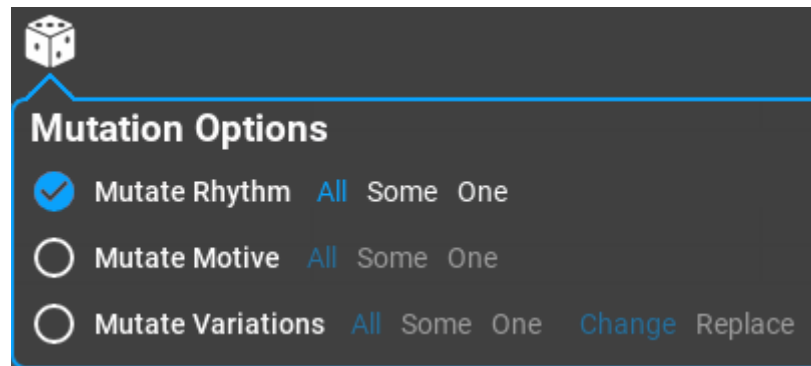 Mutation Options
Mutate Rhythm All Some One
Mutate Motive All Some One
Mutate Variations All Some One Change Replace